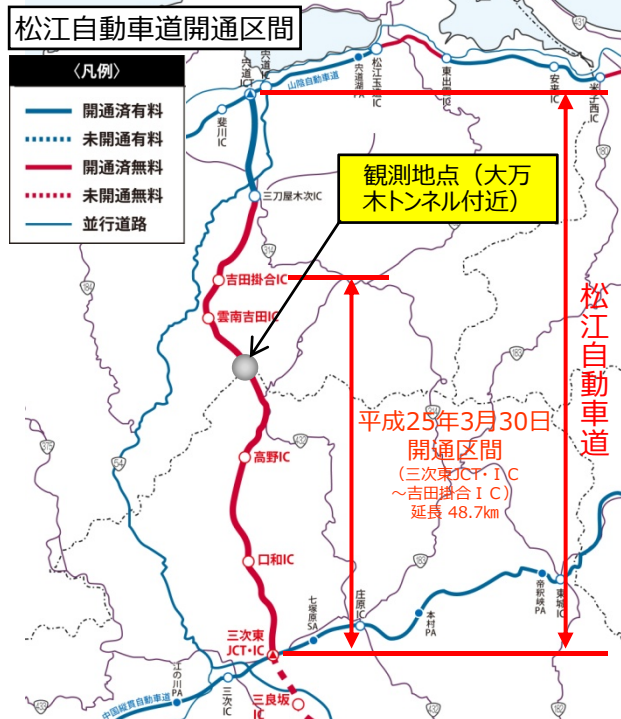 松江自動車道開通区間
〈凡例〉
開通済有料
未開通有料
開通済無料
未開通無料
並行道路
宍道JCT
宍道IC
山陰自動車道
宍道湖PA
松江玉造IC
東出雲IC
安来IC
米子西IC
斐川IC
三刀屋木次IC
観測地点（大万
木トンネル付近）
314
184
吉田掛合IC
雲南吉田IC
松江自動車道
平成25年3月30日
開通区間
（三次東JCT・ＩＣ
～吉田掛合ＩＣ）
延長 48.7㎞
432
54
375
高野IC
口和IC
183
七塚原SA
庄原IC
本村PA
帝釈峡PA
東城IC
三次東
JCT・IC
江の川PA
三次IC
三良坂
IC
中国縦貫自動車道